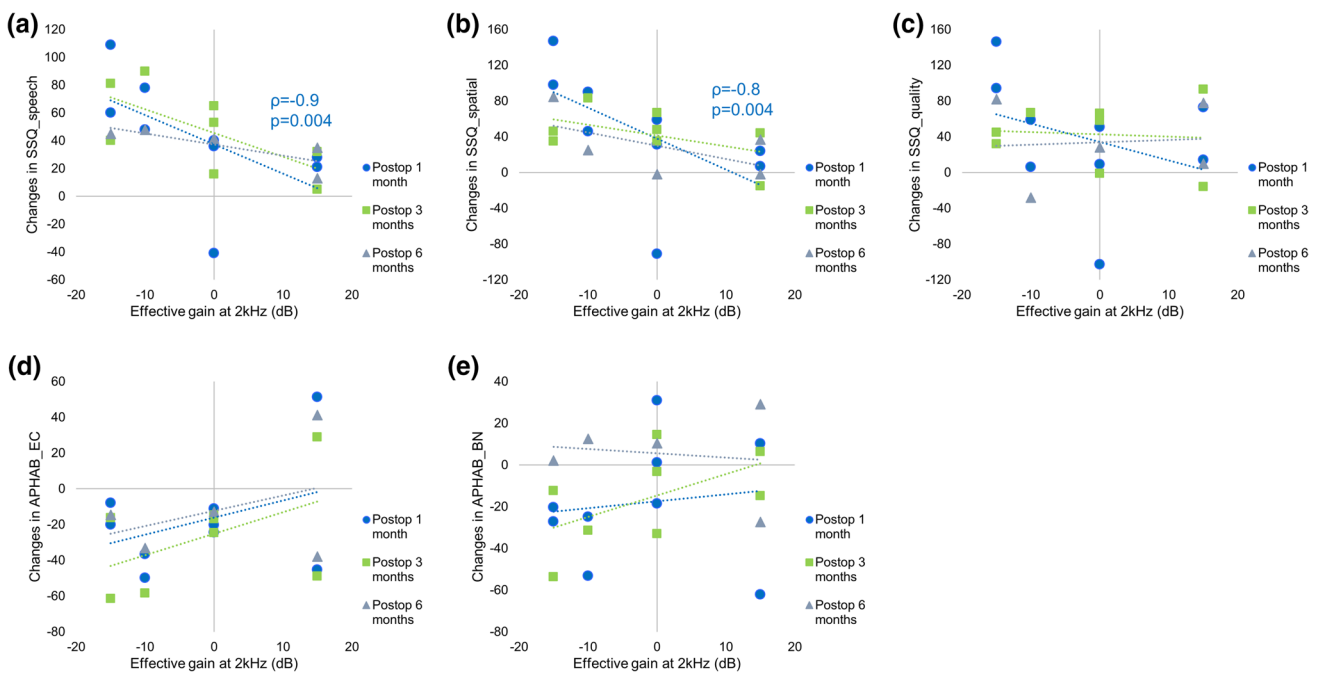 (a)
Changes in SSQ_speech
120
100
80
60
40
20
0
-20
-40
-60
ρ=-0.9
p=0.004
-20
-10
0
10
20
Effective gain at 2kHz (dB)
Postop 1
month
Postop 3
months
Postop 6
months
(b)
Changes in SSQ_spatial
160
120
80
40
0
-40
-80
-120
ρ=-0.8
p=0.004
-20
-10
0
10
20
Effective gain at 2kHz (dB)
Postop 1
month
Postop 3
months
Postop 6
months
(c)
Changes in SSQ_quality
160
120
80
40
0
-40
-80
-120
-20
-10
0
10
20
Effective gain at 2kHz (dB)
Postop 1
month
Postop 3
months
Postop 6
months
(d)
Changes in APHAB_EC
60
40
20
0
-20
-40
-60
-80
-20
-10
0
10
20
Effective gain at 2kHz (dB)
Postop 1
month
Postop 3
months
Postop 6
months
(e)
Changes in APHAB_BN
40
20
0
-20
-40
-60
-80
-20
-10
0
10
20
Effective gain at 2kHz (dB)
Postop 1
month
Postop 3
months
Postop 6
months